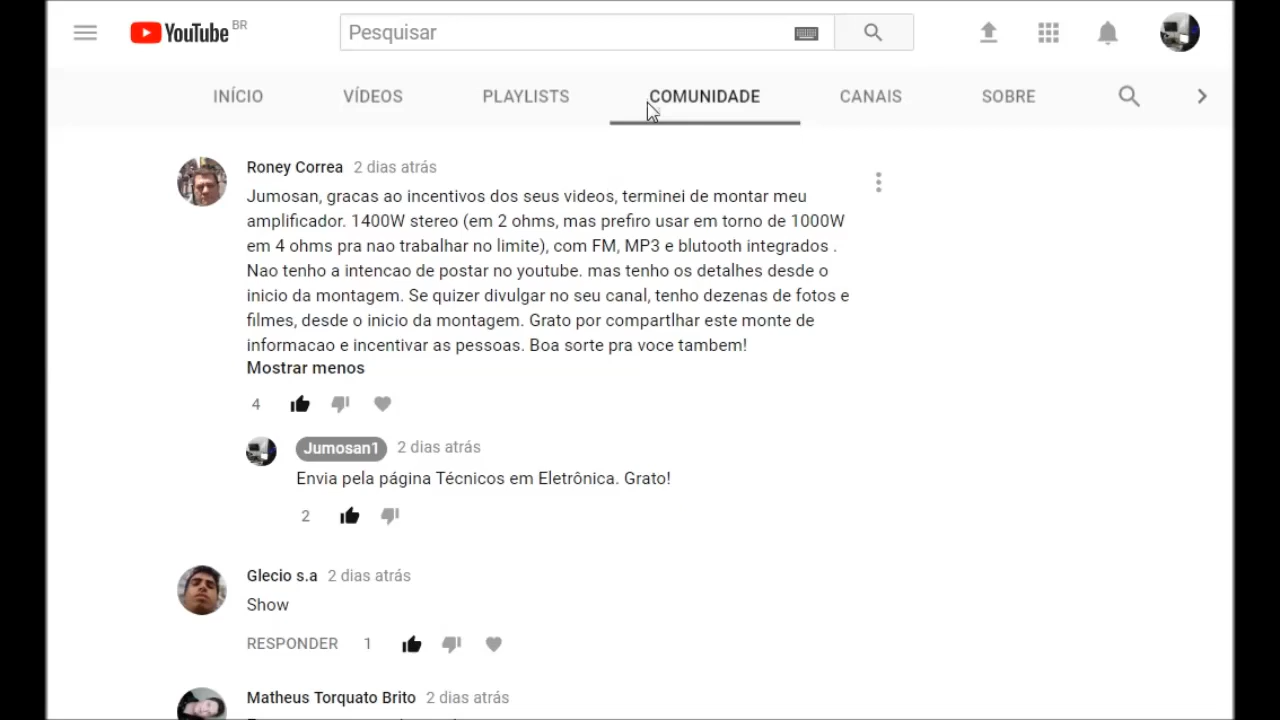 YouTube BR
Pesquisar
INÍCIO VÍDEOS PLAYLISTS COMUNIDADE CANAIS SOBRE
Roney Correa 2 dias atrás
Jumosan, gracas ao incentivos dos seus videos, terminei de montar meu
amplificador. 1400W stereo (em 2 ohms, mas prefiro usar em torno de 1000W
em 4 ohms pra nao trabalhar no limite), com FM, MP3 e blutooth integrados .
Nao tenho a intencao de postar no youtube. mas tenho os detalhes desde o
inicio da montagem. Se quizer divulgar no seu canal, tenho dezenas de fotos e
filmes, desde o inicio da montagem. Grato por compartlhar este monte de
informacao e incentivar as pessoas. Boa sorte pra voce tambem!
Mostrar menos
4
Jumosan1 2 dias atrás
Envia pela página Técnicos em Eletrônica. Grato!
2
Glecio s.a 2 dias atrás
Show
RESPONDER 1
Matheus Torquato Brito 2 dias atrás